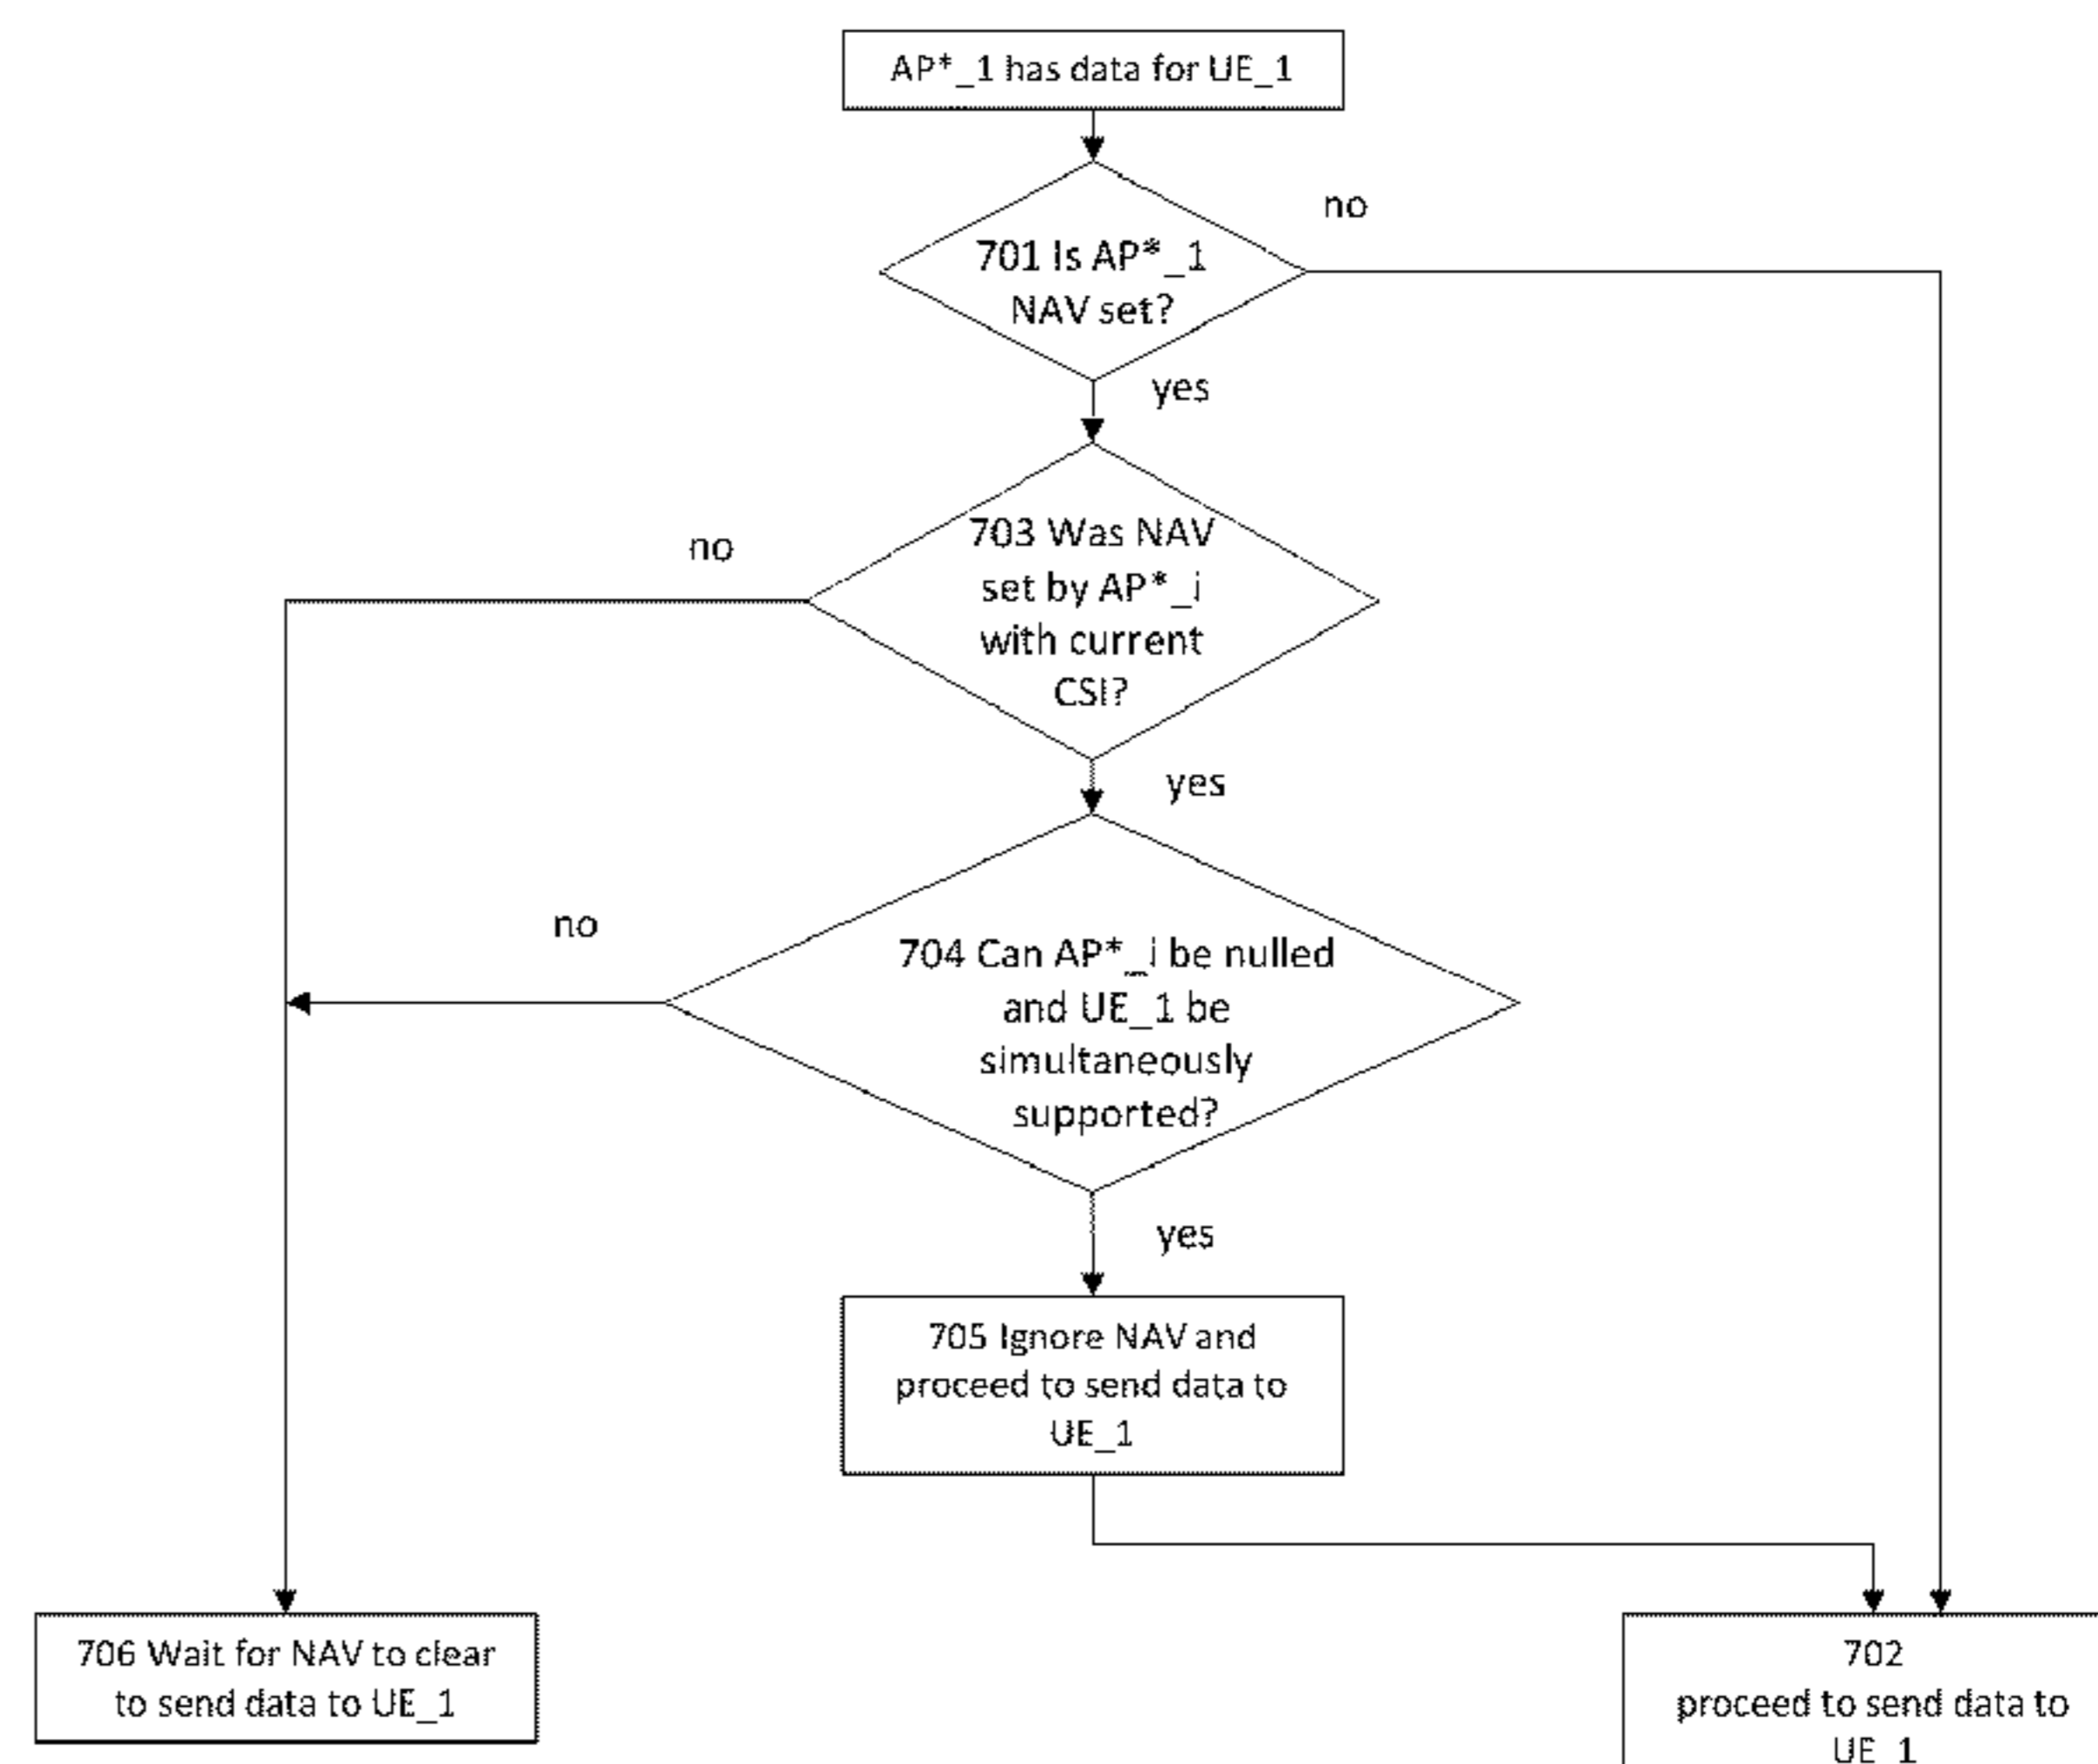 AP*_1 has data for UE_1
no
701 Is AP*_1
NAV set?
yes
703 Was NAV
set by AP*_i
with current
CSI?
no
yes
704 Can AP*_i be nulled
and UE_1 be
simultaneously
supported?
no
yes
705 Ignore NAV and
proceed to send data to
UE_1
706 Wait for NAV to clear
to send data to UE_1
702
proceed to send data to
UE_1